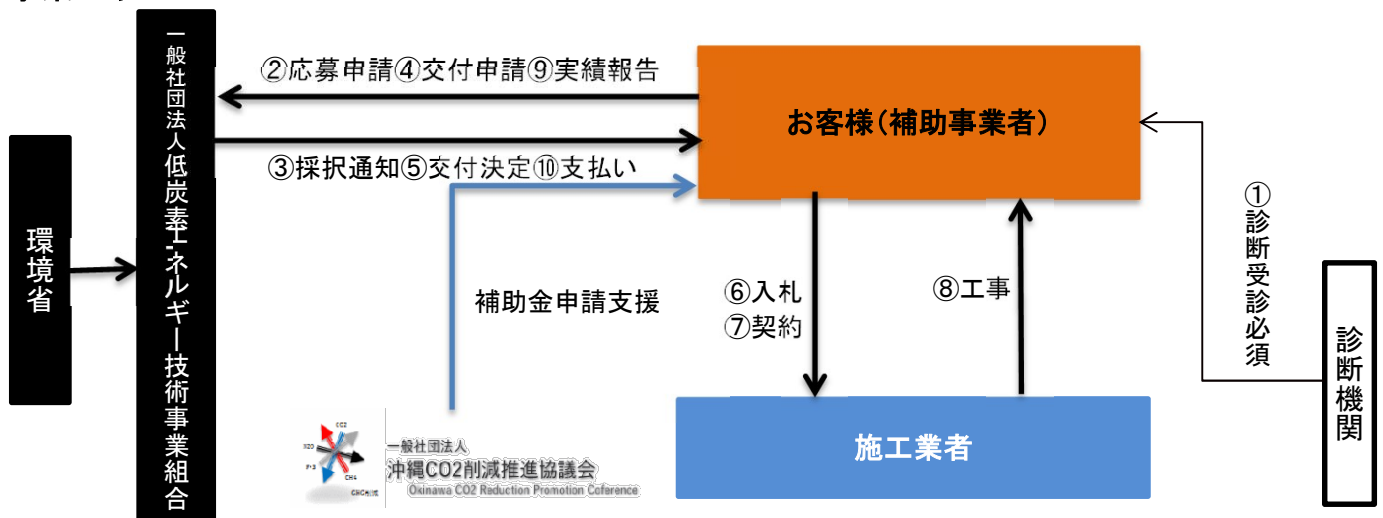 環境省
一般社団法人低炭素エネルギー技術事業組合
②応募申請④交付申請⑨実績報告
③採択通知⑤交付決定⑩支払い
お客様(補助事業者)
①診断受診必須
補助金申請支援
⑥入札
⑦契約
⑧工事
診断機関
施工業者
CO2
N2O
CH4
一般社団法人
沖縄CO2削減推進協議会
Okinawa CO2 Reduction Promotion Coference